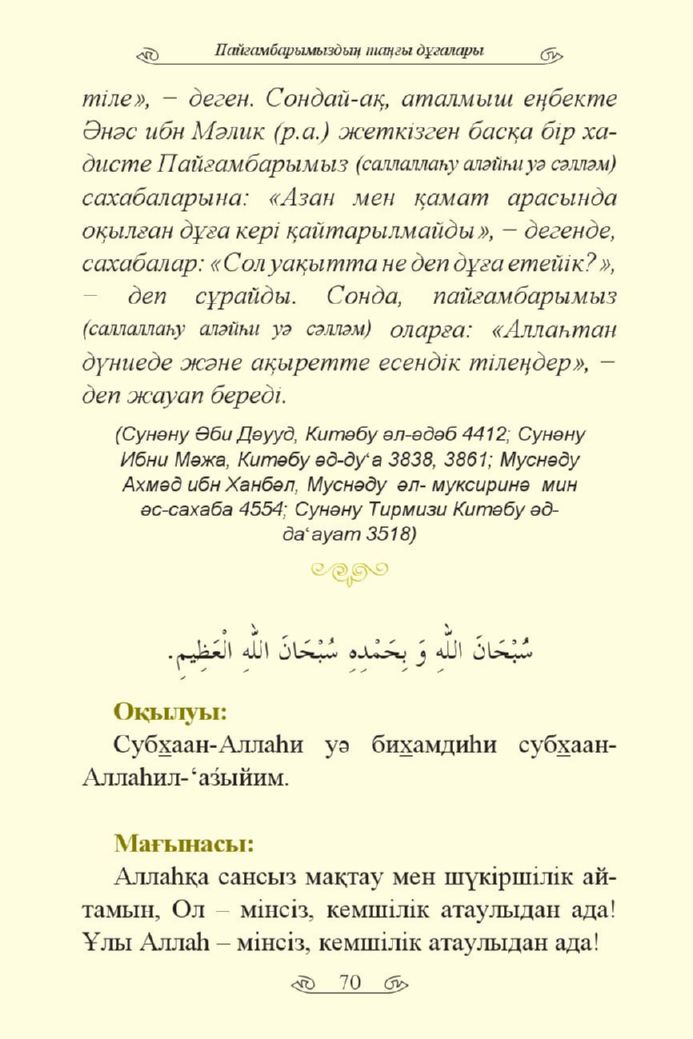 Пайғамбарымыздың таңғы дұғалары
тіле», − деген. Сондай-ақ, аталмыш еңбекте
Әнәс ибн Мәлик (р.а.) жеткізген басқа бір ха-
дисте Пайғамбарымыз (саллаллаһу аләйһи уә сәлләм)
сахабаларына: «Азан мен қамат арасында
оқылған дұға кері қайтарылмайды», − дегенде,
сахабалар: «Сол уақытта не деп дұға етейік?»,
− деп сұрайды. Сонда, пайғамбарымыз
(саллаллаһу аләйһи уә сәлләм) оларға: «Аллаһтан
дүниеде және ақыретте есендік тілеңдер», −
деп жауап береді.
(Сунәну Әби Дәууд, Китәбу әл-әдәб 4412; Сунәну
Ибни Мәжа, Китәбу әд-ду‘а 3838, 3861; Муснәду
Ахмәд ибн Ханбәл, Муснәду әл- муксиринә мин
әс-сахаба 4554; Сунәну Тирмизи Китәбу әд-
да‘ауат 3518)
سُبْحَانَ اللّٰهِ وَ بِحَمْدِهِ سُبْحَانَ اللّٰهِ الْعَظِيمِ.
Оқылуы:
Субхаан-Аллаһи уә бихамдиһи субхаан-
Аллаһил-‘аз́ыйим.
Мағынасы:
Аллаһқа сансыз мақтау мен шүкіршілік ай-
тамын, Ол – мінсіз, кемшілік атаулыдан ада!
Ұлы Аллаһ – мінсіз, кемшілік атаулыдан ада!
70